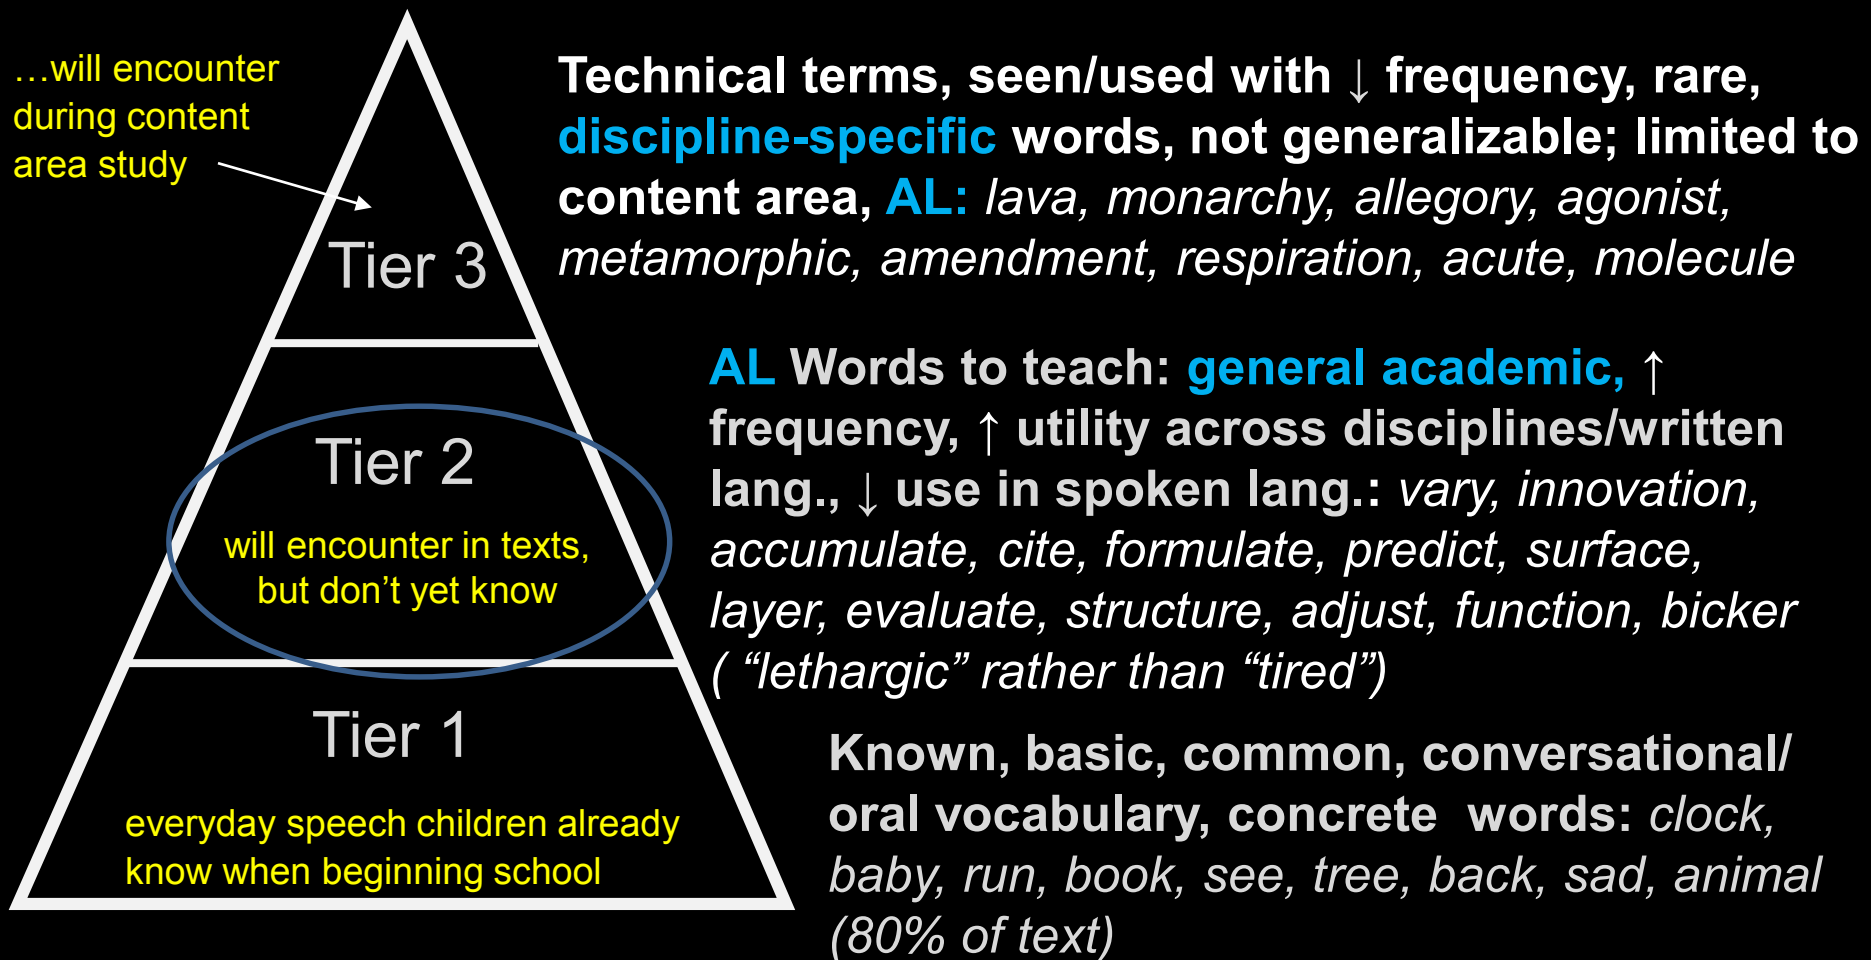 …will encounter
during content
area study
Tier 3
Technical terms, seen/used with ↓ frequency, rare,
discipline-specific words, not generalizable; limited to
content area, AL: lava, monarchy, allegory, agonist,
metamorphic, amendment, respiration, acute, molecule
Tier 2
will encounter in texts,
but don’t yet know
AL Words to teach: general academic, ↑
frequency, ↑ utility across disciplines/written
lang., ↓ use in spoken lang.: vary, innovation,
accumulate, cite, formulate, predict, surface,
layer, evaluate, structure, adjust, function, bicker
( “lethargic” rather than “tired”)
Tier 1
everyday speech children already
know when beginning school
Known, basic, common, conversational/
oral vocabulary, concrete  words: clock,
baby, run, book, see, tree, back, sad, animal
(80% of text)